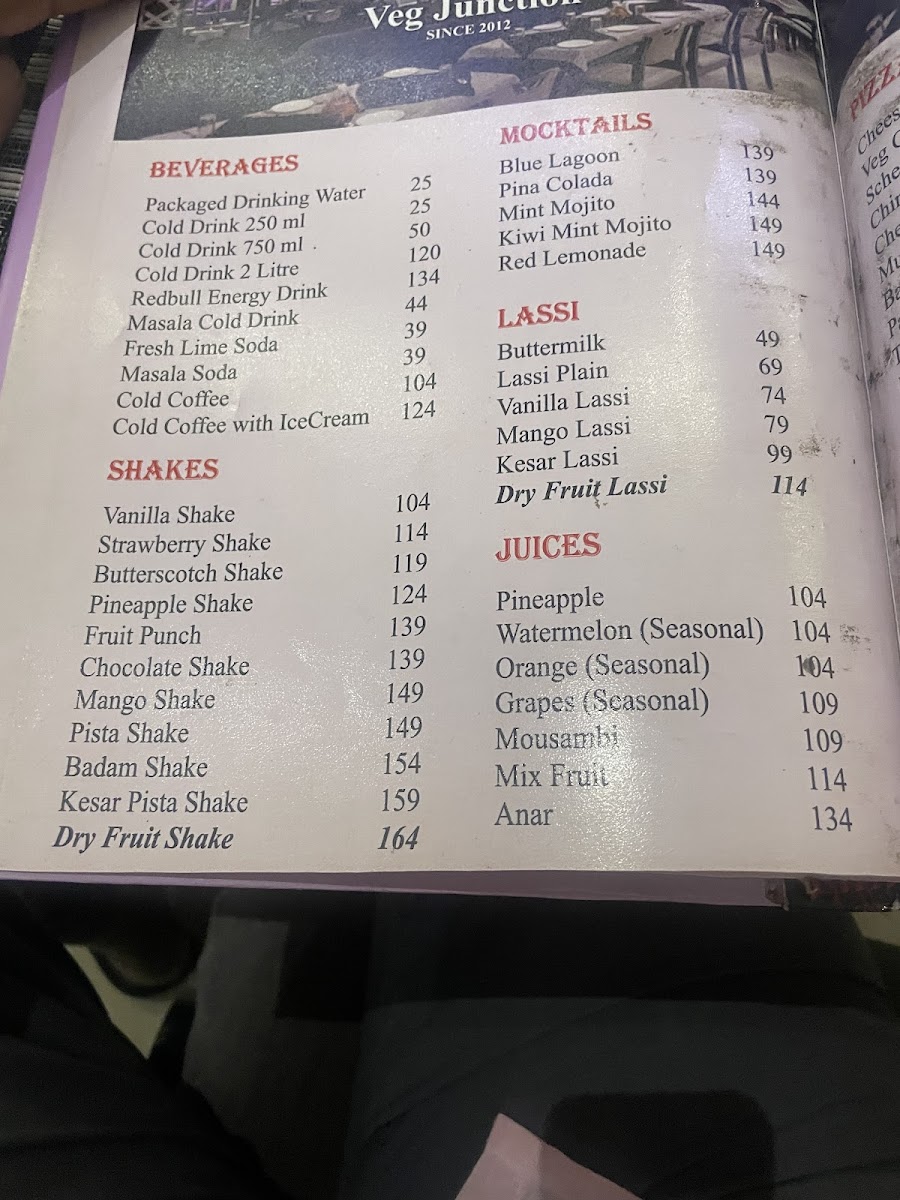 Veg Junction
SINCE 2012
BEVERAGES
Packaged Drinking Water 25
Cold Drink 250 ml 25
Cold Drink 750 ml 50
Cold Drink 2 Litre 120
Redbull Energy Drink 134
Masala Cold Drink 44
Fresh Lime Soda 39
Masala Soda 39
Cold Coffee 104
Cold Coffee with IceCream 124
SHAKES
Vanilla Shake 104
Strawberry Shake 114
Butterscotch Shake 119
Pineapple Shake 124
Fruit Punch 139
Chocolate Shake 139
Mango Shake 149
Pista Shake 149
Badam Shake 154
Kesar Pista Shake 159
Dry Fruit Shake 164
MOCKTAILS
Blue Lagoon 139
Pina Colada 139
Mint Mojito 144
Kiwi Mint Mojito 149
Red Lemonade 149
LASSI
Buttermilk 49
Lassi Plain 69
Vanilla Lassi 74
Mango Lassi 79
Kesar Lassi 99
Dry Fruit Lassi 114
JUICES
Pineapple 104
Watermelon (Seasonal) 104
Orange (Seasonal) 104
Grapes (Seasonal) 109
Mousambi 109
Mix Fruit 114
Anar 134
Veg